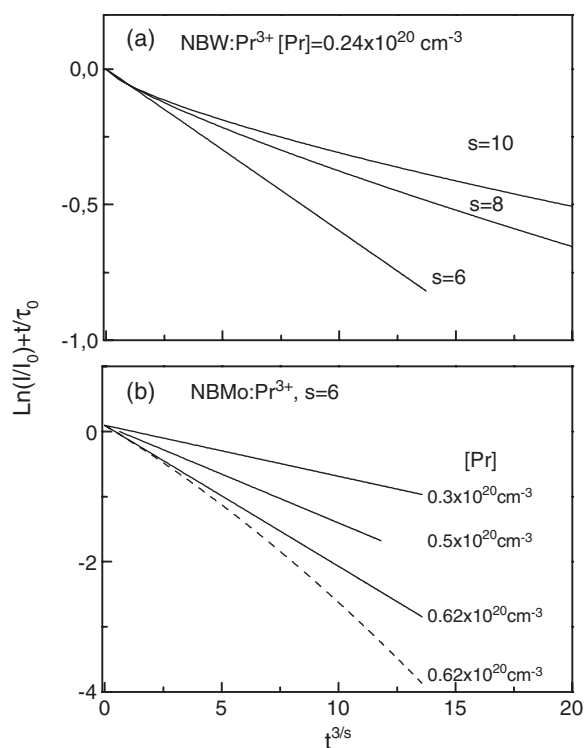 (a) NBW:Pr³⁺ [Pr]=0.24x10²⁰ cm⁻³
0,0
s=10
-0,5
s=8
s=6
-1,0
Ln(I/I₀)+t/τ₀
(b) NBMo:Pr³⁺, s=6
0
[Pr]
0.3x10²⁰cm⁻³
0.5x10²⁰cm⁻³
-2
0.62x10²⁰cm⁻³
0.62x10²⁰cm⁻³
-4
0 5 10 15 20
t³/ˢ